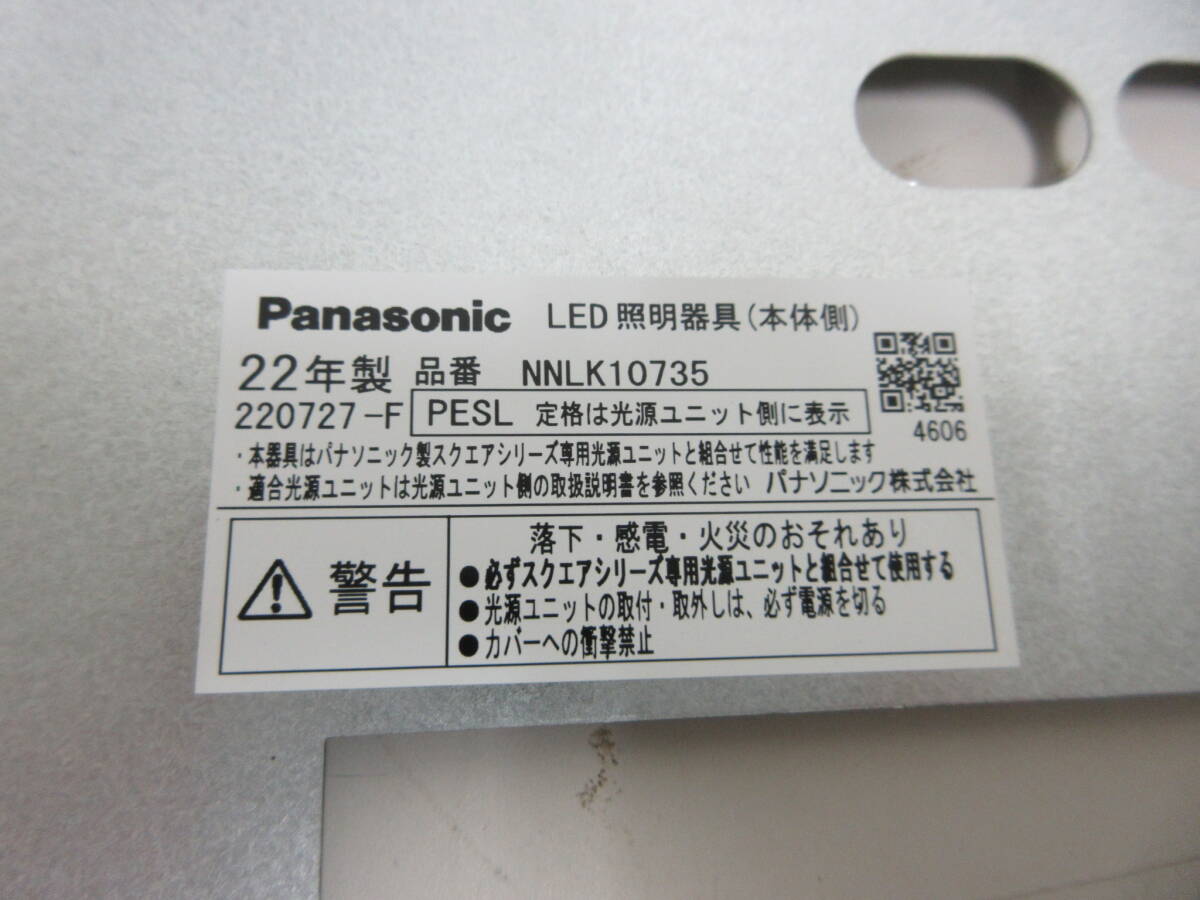 Panasonic LED照明器具(本体側)
22年製 品番 NNLK10735
220727-F PESL 定格は光源ユニット側に表示
4606
・本器具はパナソニック製スクエアシリーズ専用光源ユニットと組合せて性能を満足します
・適合光源ユニットは光源ユニット側の取扱説明書を参照ください パナソニック株式会社
警告
落下・感電・火災のおそれあり
●必ずスクエアシリーズ専用光源ユニットと組合せて使用する
●光源ユニットの取付・取外しは、必ず電源を切る
●カバーへの衝撃禁止